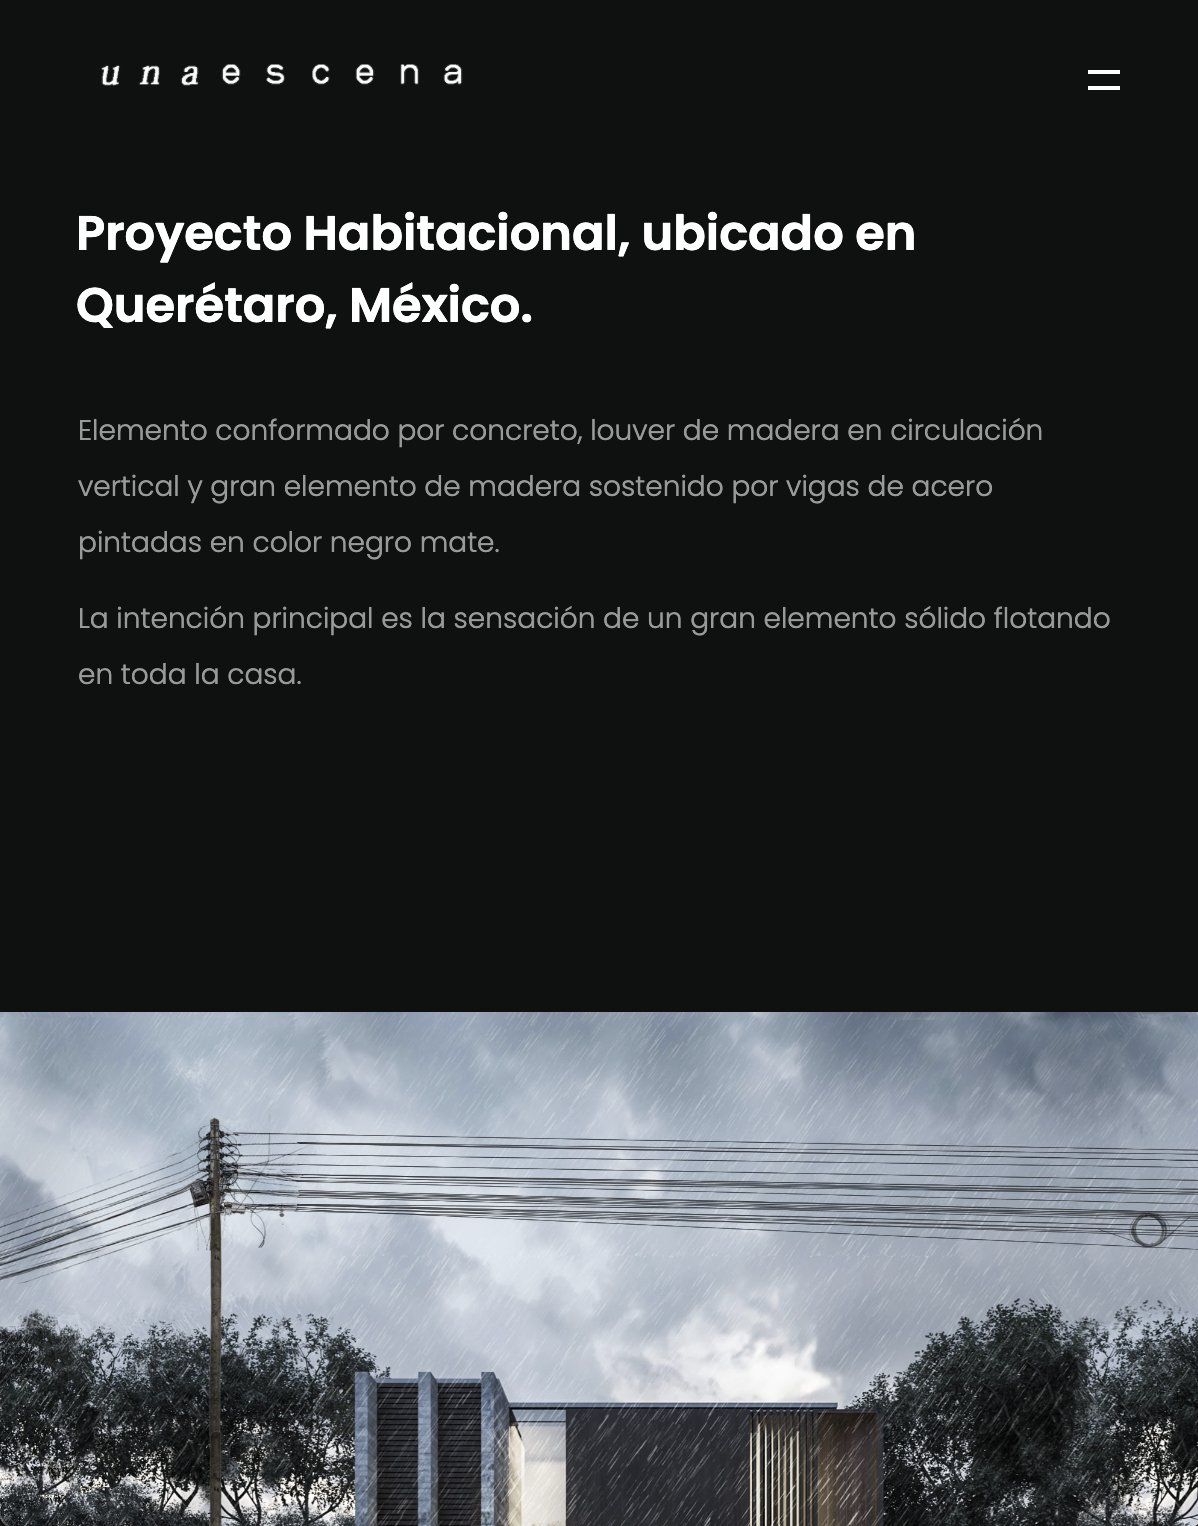 unaescena
Proyecto Habitacional, ubicado en
Querétaro, México.
Elemento conformado por concreto, louver de madera en circulación
vertical y gran elemento de madera sostenido por vigas de acero
pintadas en color negro mate.
La intención principal es la sensación de un gran elemento sólido flotando
en toda la casa.